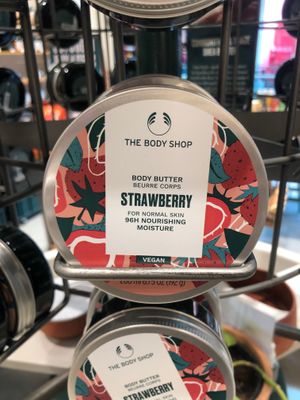 THE BODY SHOP
BODY BUTTER
BEURRE CORPS
STRAWBERRY
FOR NORMAL SKIN
96H NOURISHING
MOISTURE
VEGAN
THE BODY SHOP
BODY BUTTER
BEURRE CORPS
STRAWBERRY